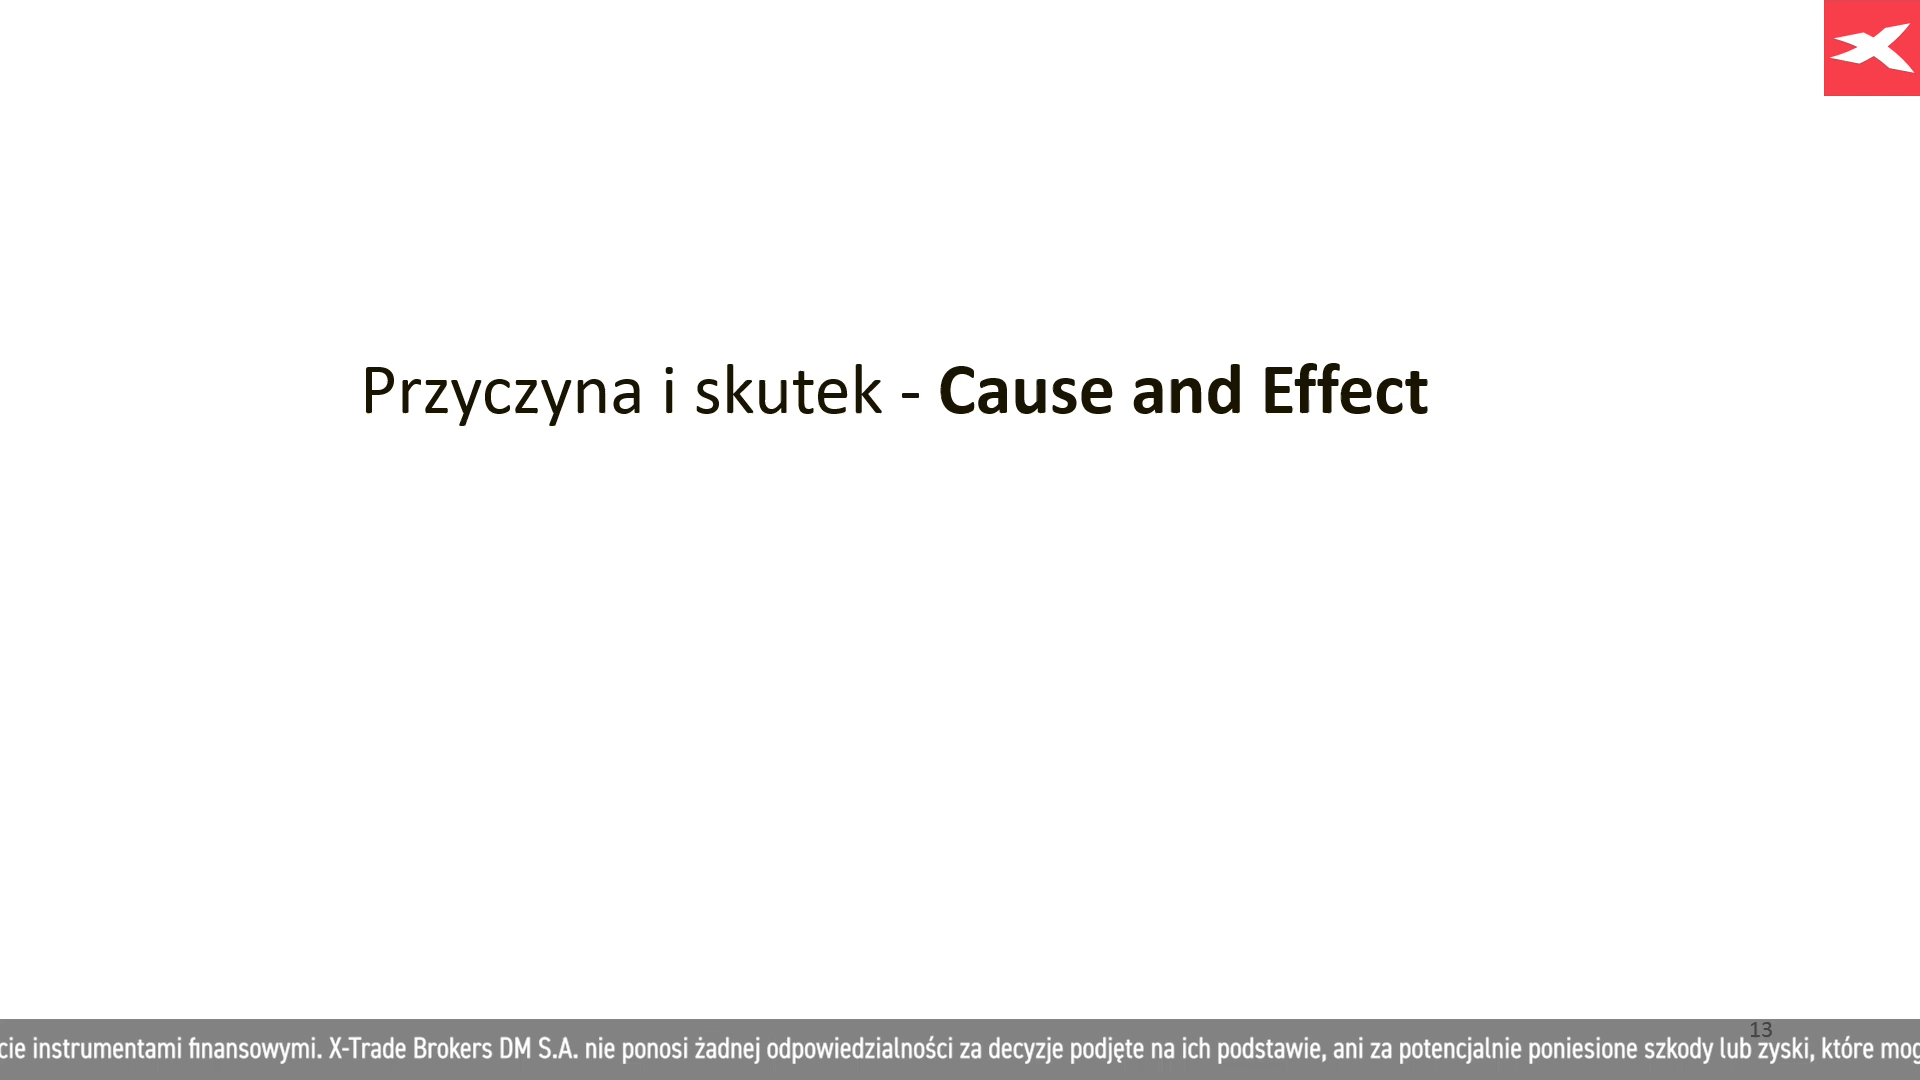 Przyczyna i skutek - Cause and Effect
13
cie instrumentami finansowymi. X-Trade Brokers DM S.A. nie ponosi żadnej odpowiedzialności za decyzje podjęte na ich podstawie, ani za potencjalnie poniesione szkody lub zyski, które mog